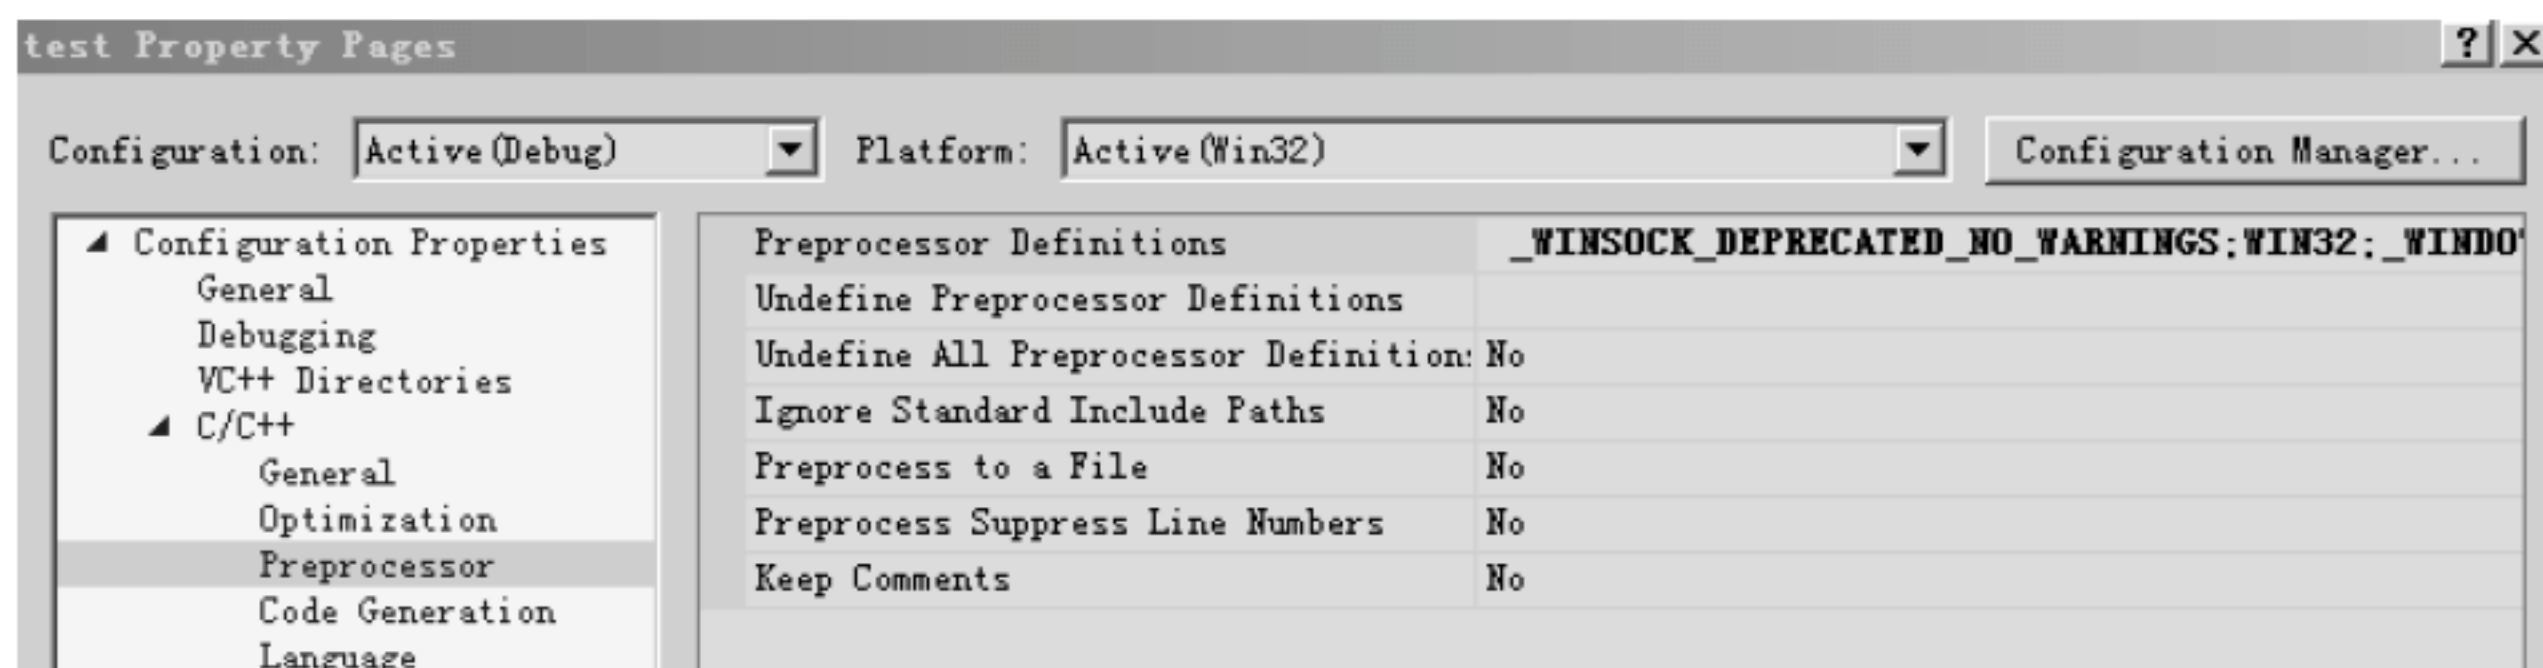 test Property Pages
Configuration: Active(Debug) Platform: Active(Win32) Configuration Manager...
Configuration Properties
General
Debugging
VC++ Directories
C/C++
General
Optimization
Preprocessor
Code Generation
Language
Preprocessor Definitions _WINSOCK_DEPRECATED_NO_WARNINGS;WIN32;_WINDO
Undefine Preprocessor Definitions
Undefine All Preprocessor Definition: No
Ignore Standard Include Paths No
Preprocess to a File No
Preprocess Suppress Line Numbers No
Keep Comments No